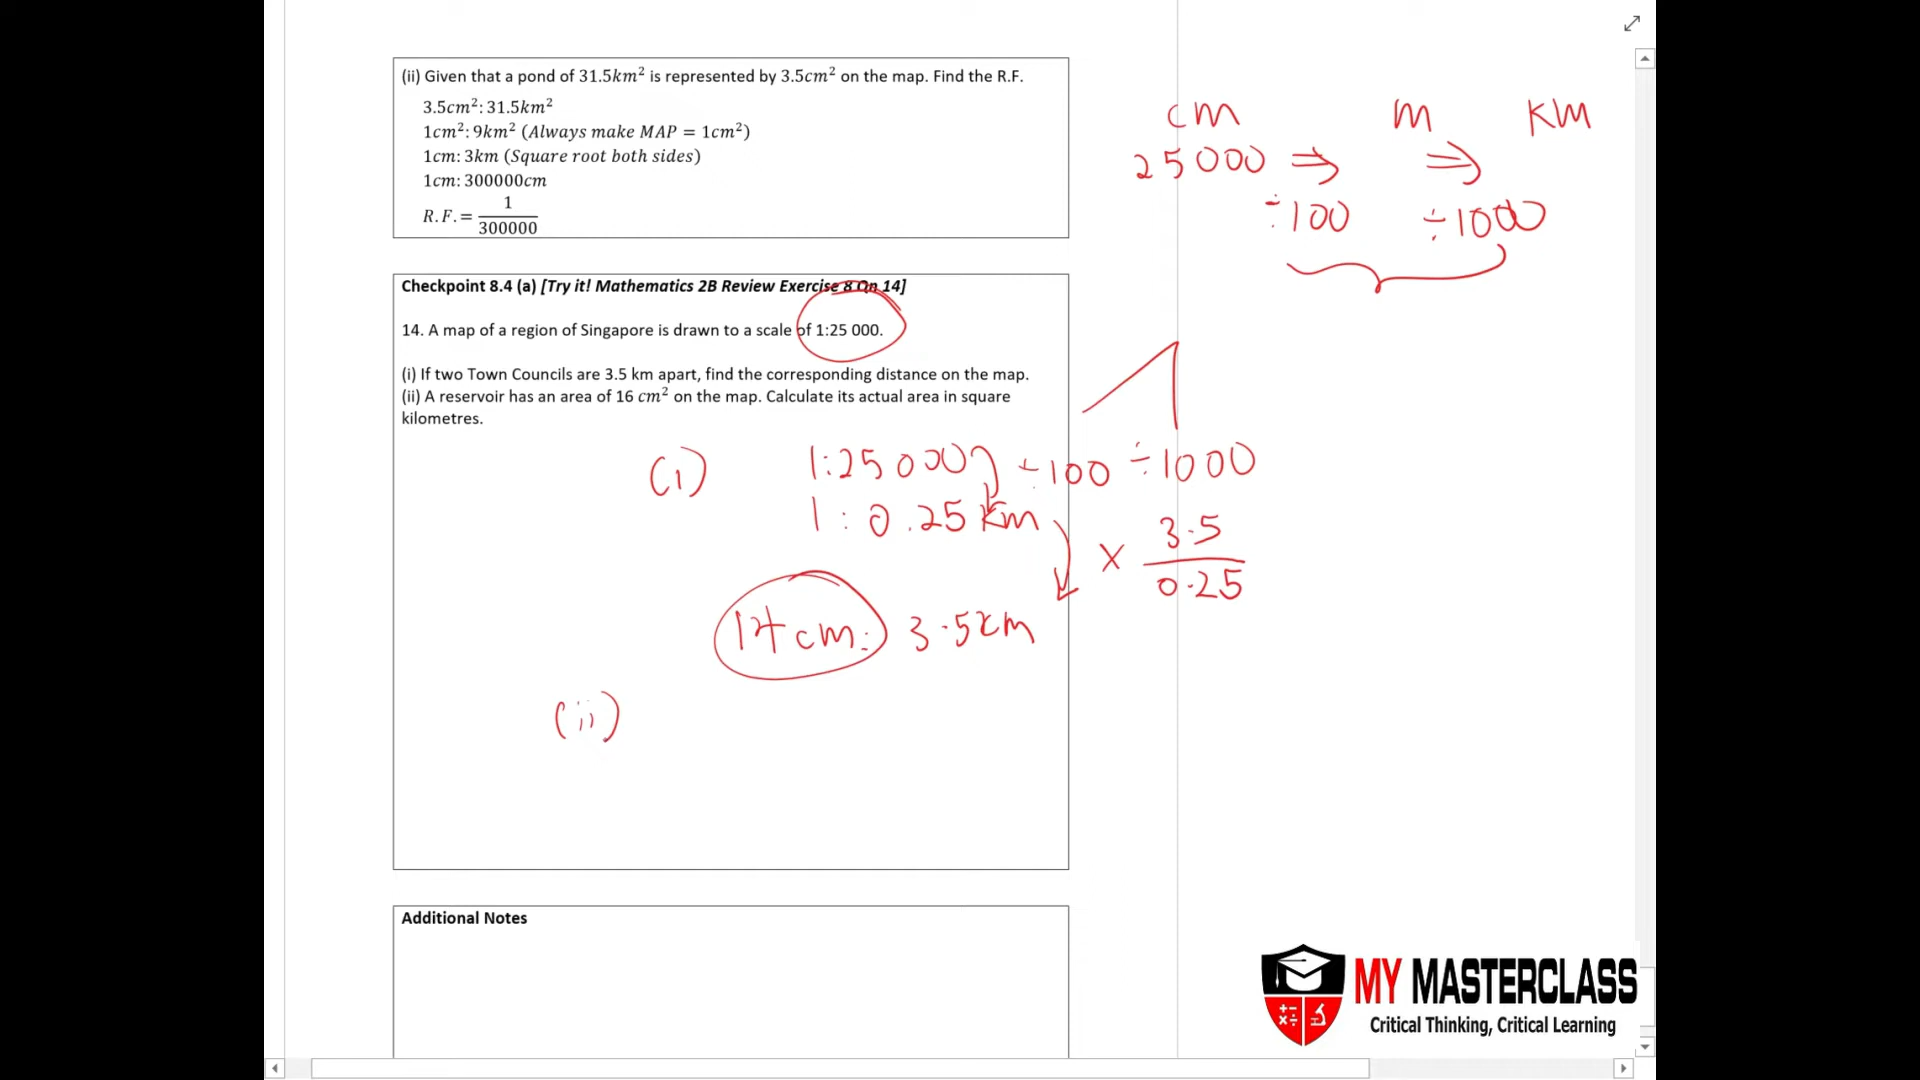 (ii) Given that a pond of 31.5km² is represented by 3.5cm² on the map. Find the R.F.
3.5cm²: 31.5km²
1cm²: 9km² (Always make MAP = 1cm²)
1cm: 3km (Square root both sides)
1cm: 300000cm
R.F. = 1/300000
cm m KM
25000 ⇒ ⇒
÷100 ÷1000
Checkpoint 8.4 (a) [Try it! Mathematics 2B Review Exercise 8 Qn 14]
14. A map of a region of Singapore is drawn to a scale of 1:25 000.
(i) If two Town Councils are 3.5 km apart, find the corresponding distance on the map.
(ii) A reservoir has an area of 16 cm² on the map. Calculate its actual area in square
kilometres.
(i) 1:25 000 ÷100 ÷1000
1 : 0.25 km
× 3.5/0.25
14 cm : 3.5km
(ii)
Additional Notes
MY MASTERCLASS
Critical Thinking, Critical Learning